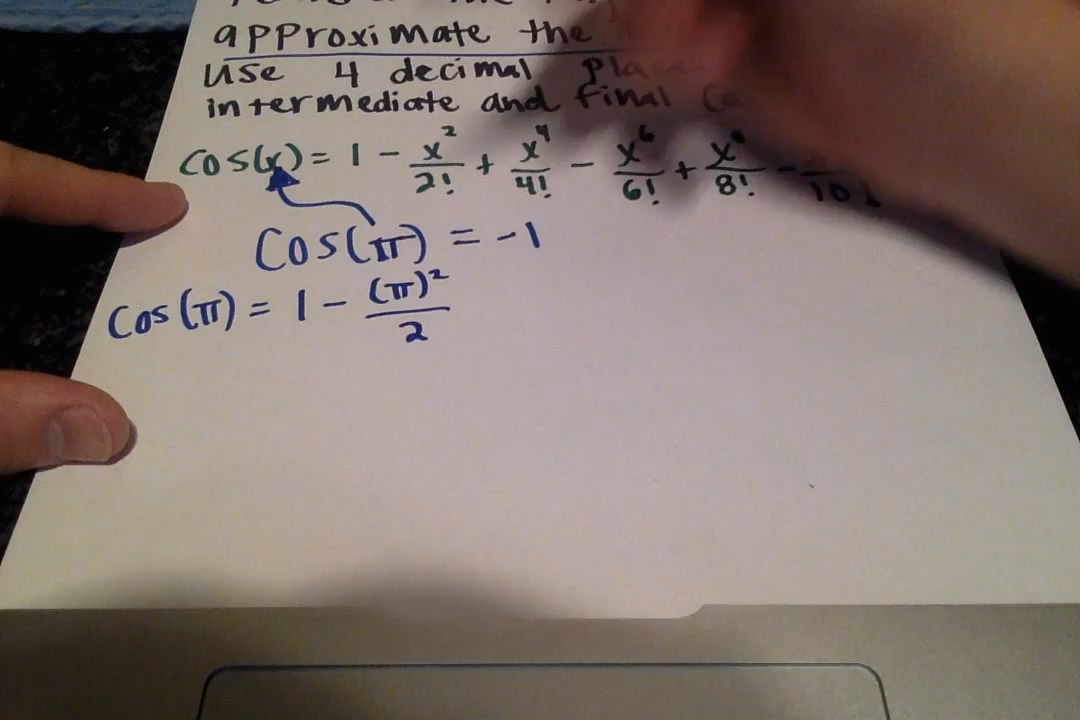 approximate the
use 4 decimal
intermediate and final
cos(x) = 1 - x²/2! + x⁴/4! - x⁶/6! + x⁸/8! - /10!
cos(π) = -1
cos(π) = 1 - (π)²/2